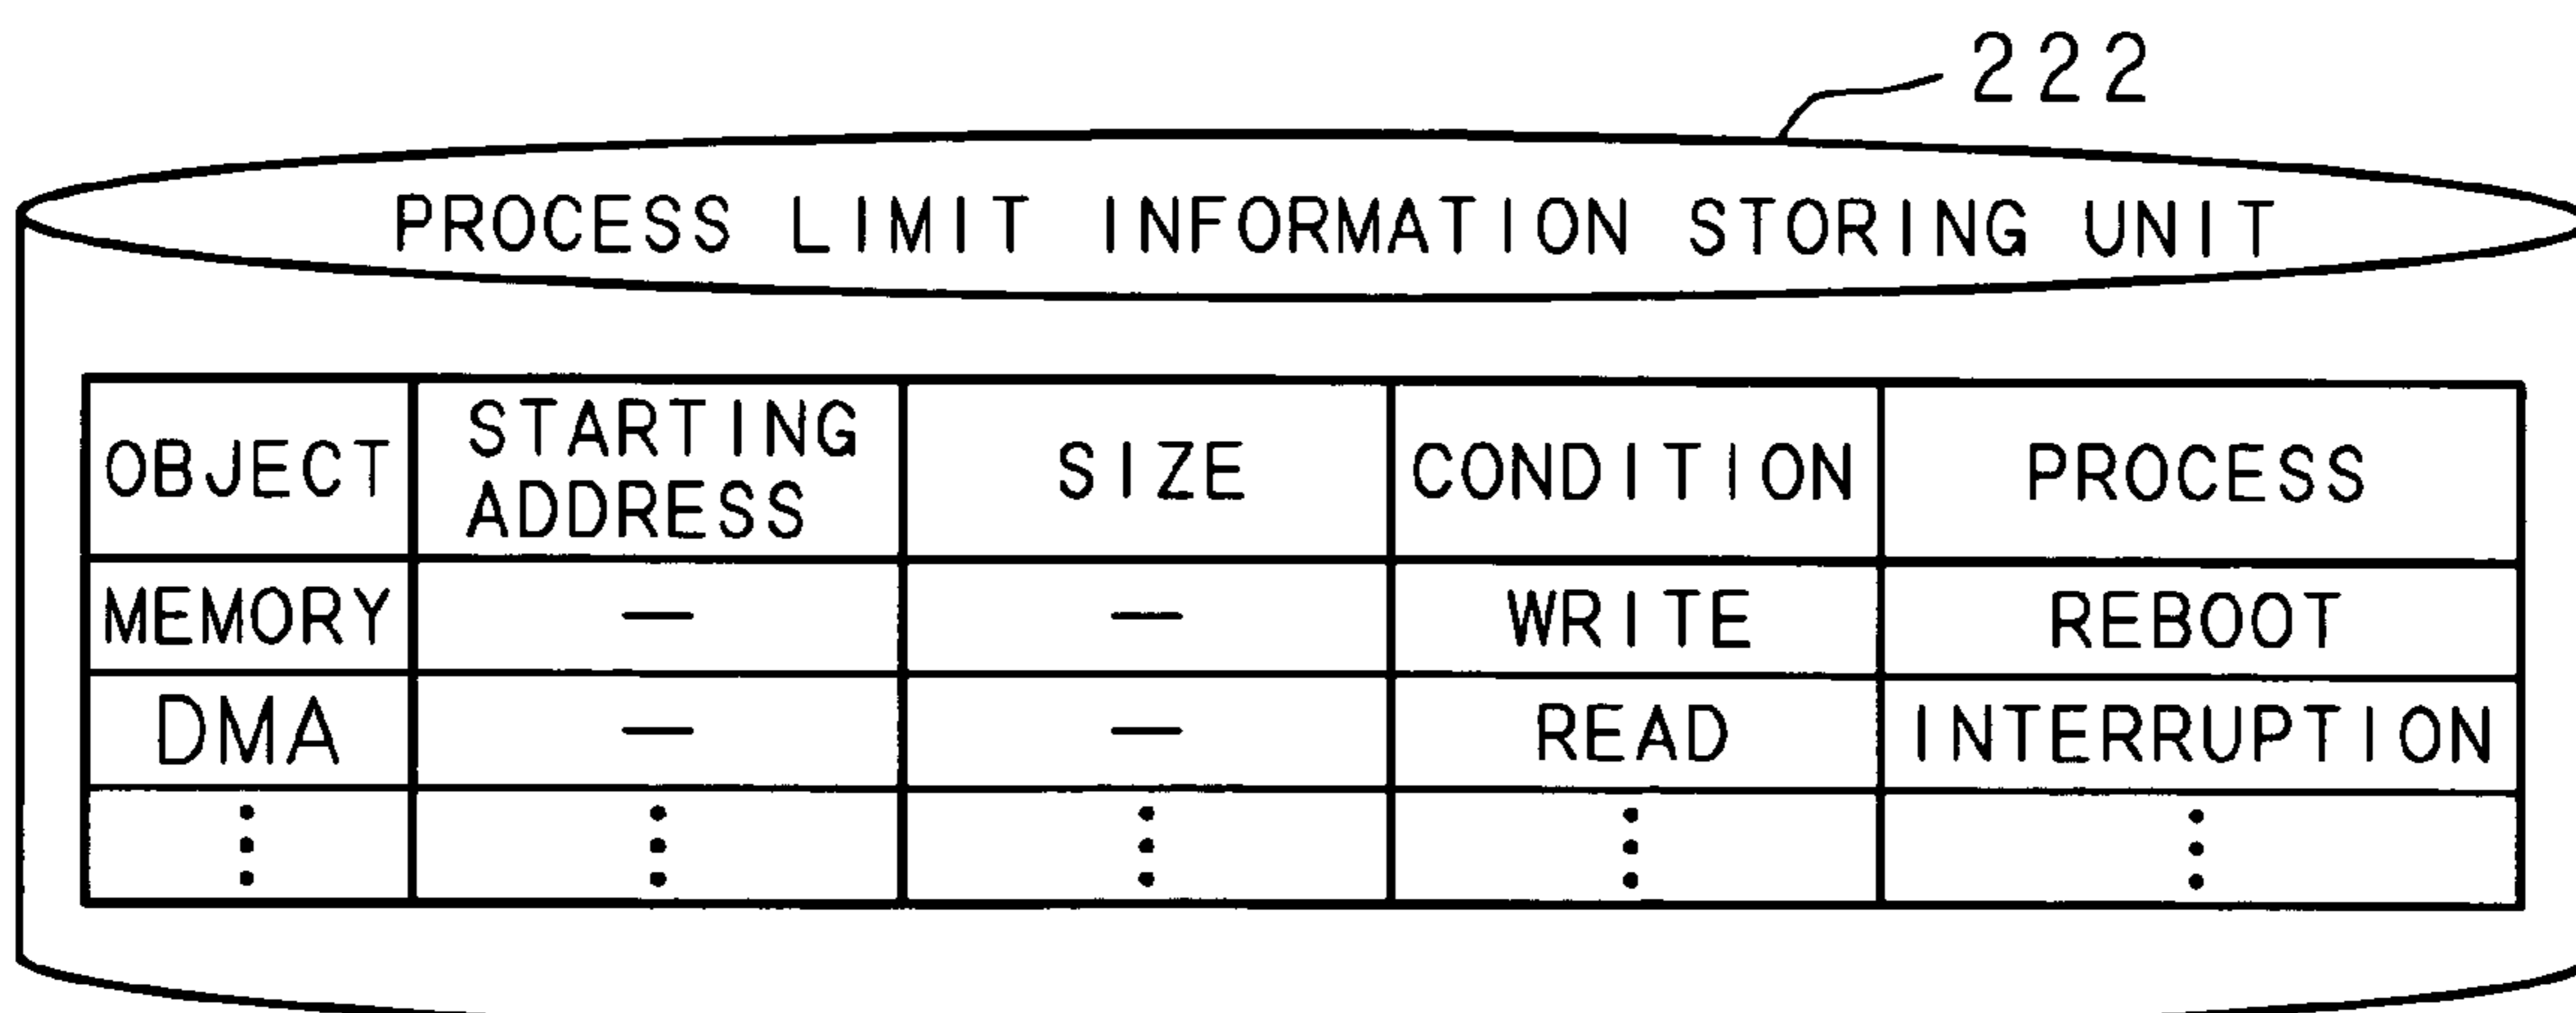 222
PROCESS LIMIT INFORMATION STORING UNIT
OBJECT STARTING ADDRESS SIZE CONDITION PROCESS
MEMORY — — WRITE REBOOT
DMA — — READ INTERRUPTION
⋮ ⋮ ⋮ ⋮ ⋮